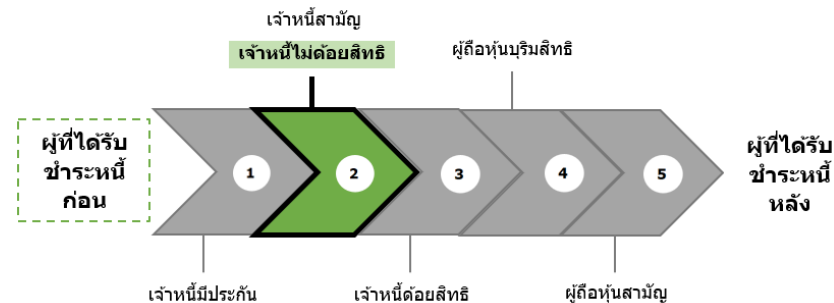 เจ้าหนี้สามัญ
เจ้าหนี้ไม่ด้อยสิทธิ
ผู้ถือหุ้นบุริมสิทธิ
ผู้ที่ได้รับ
ชำระหนี้
ก่อน
1
2
3
4
5
ผู้ที่ได้รับ
ชำระหนี้
หลัง
เจ้าหนี้มีประกัน
เจ้าหนี้ด้อยสิทธิ
ผู้ถือหุ้นสามัญ